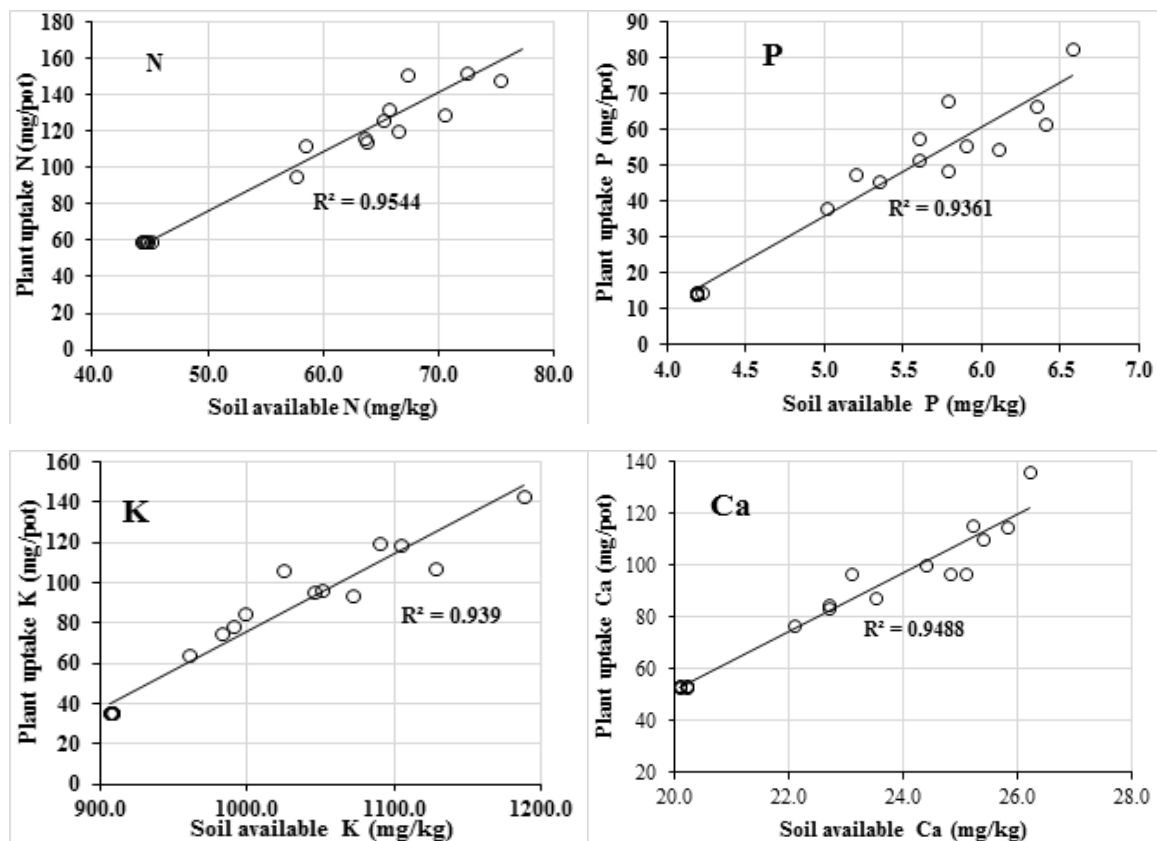 180
160
140
120
100
80
60
40
20
0
Plant uptake N (mg/pot)
N
R² = 0.9544
40.0 50.0 60.0 70.0 80.0
Soil available N (mg/kg)
90
80
70
60
50
40
30
20
10
0
Plant uptake P (mg/pot)
P
R² = 0.9361
4.0 4.5 5.0 5.5 6.0 6.5 7.0
Soil available P (mg/kg)
160
140
120
100
80
60
40
20
0
Plant uptake K (mg/pot)
K
R² = 0.939
900.0 1000.0 1100.0 1200.0
Soil available K (mg/kg)
140
120
100
80
60
40
20
Plant uptake Ca (mg/pot)
Ca
R² = 0.9488
20.0 22.0 24.0 26.0 28.0
Soil available Ca (mg/kg)